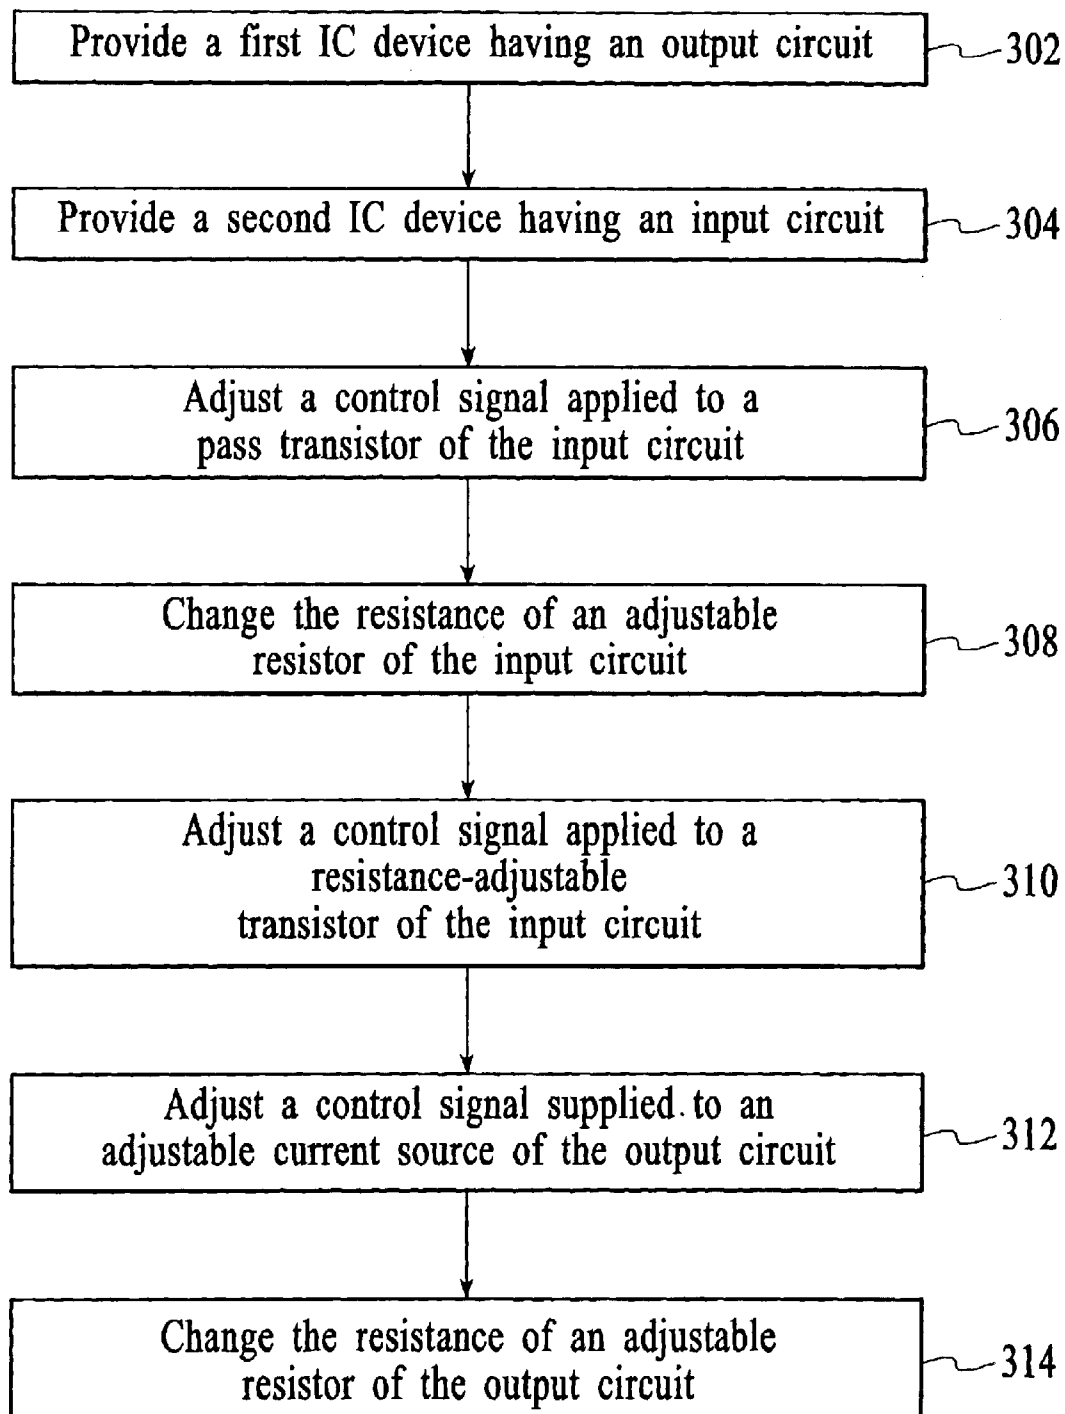 Provide a first IC device having an output circuit
302
Provide a second IC device having an input circuit
304
Adjust a control signal applied to a
pass transistor of the input circuit
306
Change the resistance of an adjustable
resistor of the input circuit
308
Adjust a control signal applied to a
resistance-adjustable
transistor of the input circuit
310
Adjust a control signal supplied to an
adjustable current source of the output circuit
312
Change the resistance of an adjustable
resistor of the output circuit
314